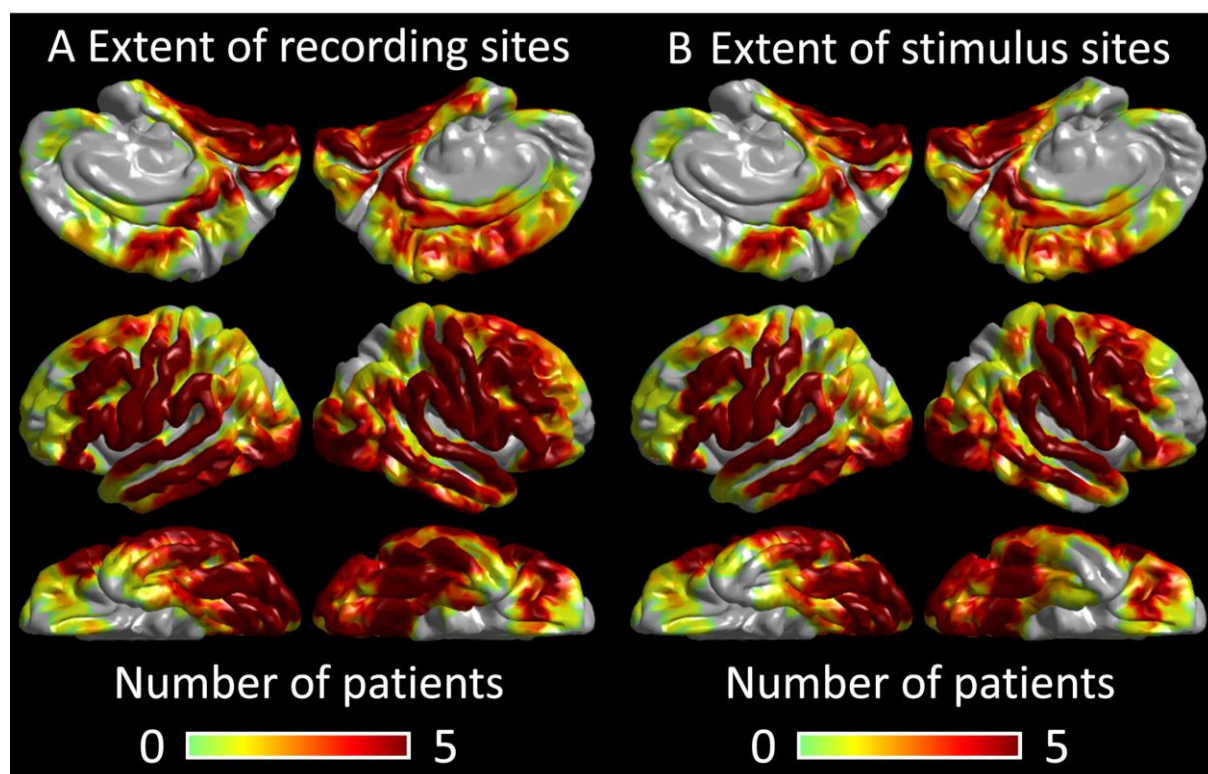 A Extent of recording sites
B Extent of stimulus sites
Number of patients
Number of patients
0 5
0 5